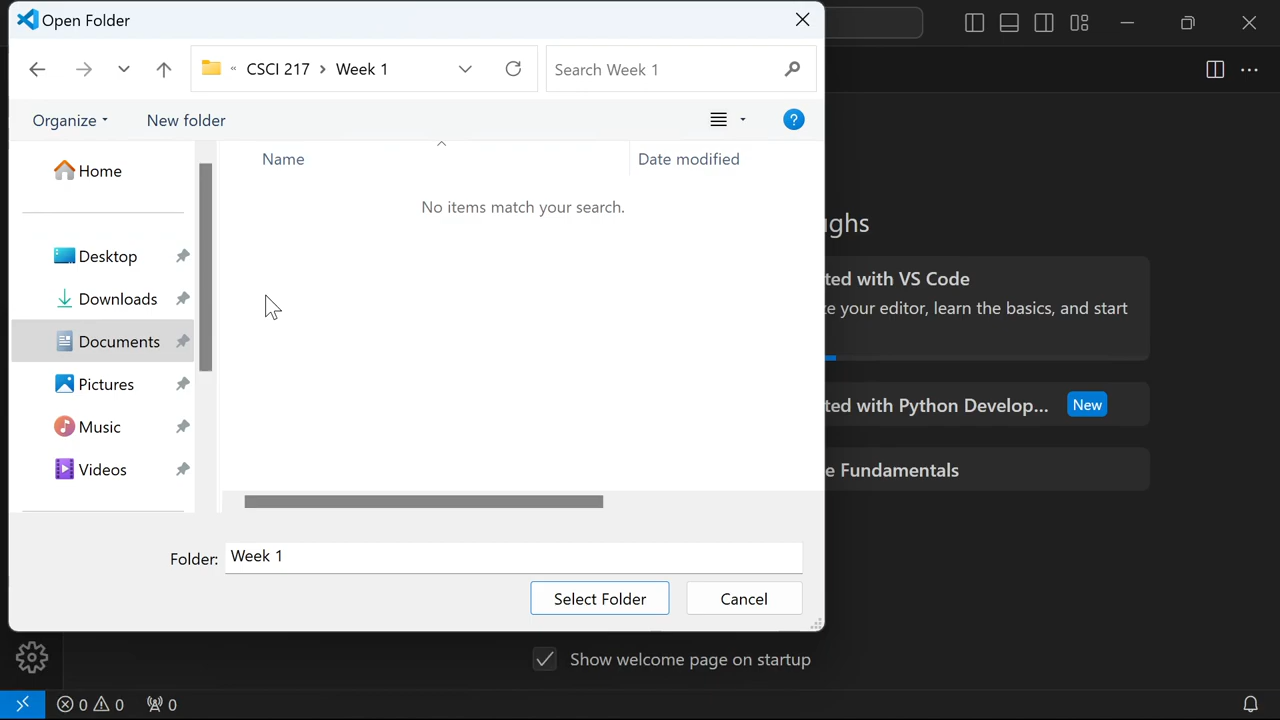 Open Folder
« CSCI 217 › Week 1
Search Week 1
Organize
New folder
?
Home
Desktop
Downloads
Documents
Pictures
Music
Videos
Name
Date modified
No items match your search.
Folder: Week 1
Select Folder
Cancel
ughs
ted with VS Code
e your editor, learn the basics, and start
ted with Python Develop... New
e Fundamentals
Show welcome page on startup
0 0 0